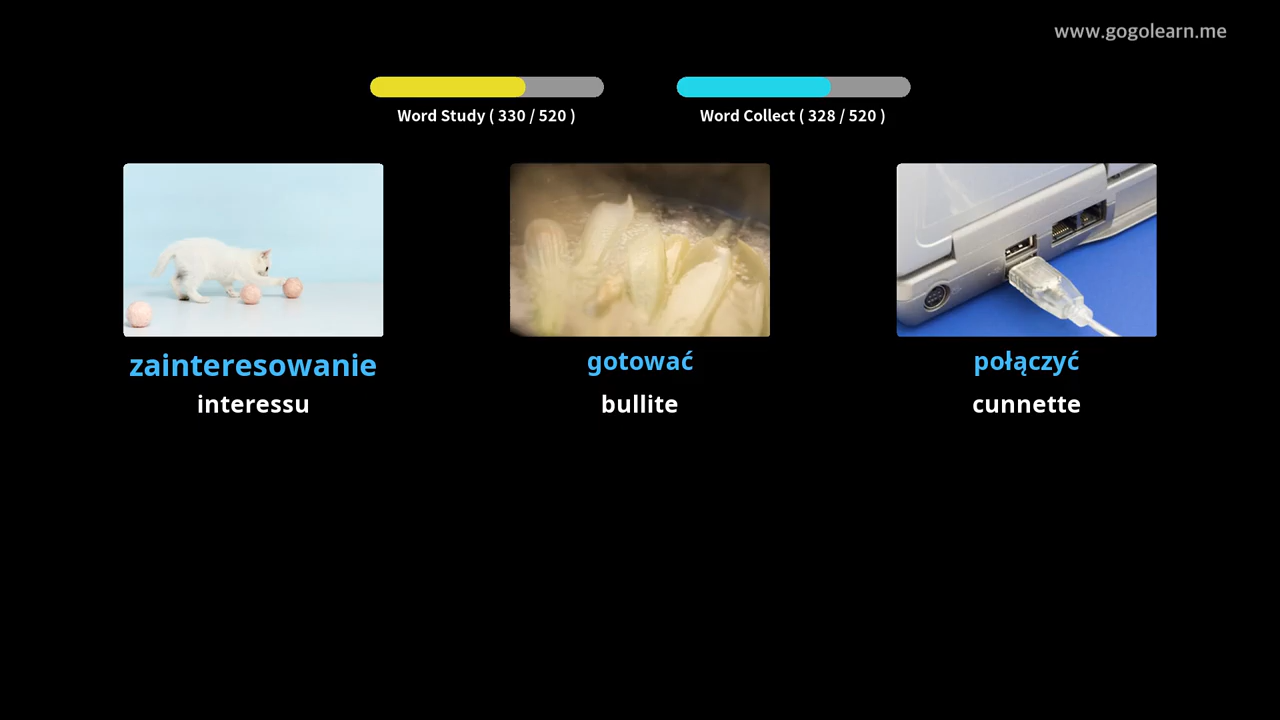 www.gogolearn.me
Word Study ( 330 / 520 )
Word Collect ( 328 / 520 )
zainteresowanie
gotować
połączyć
interessu
bullite
cunnette